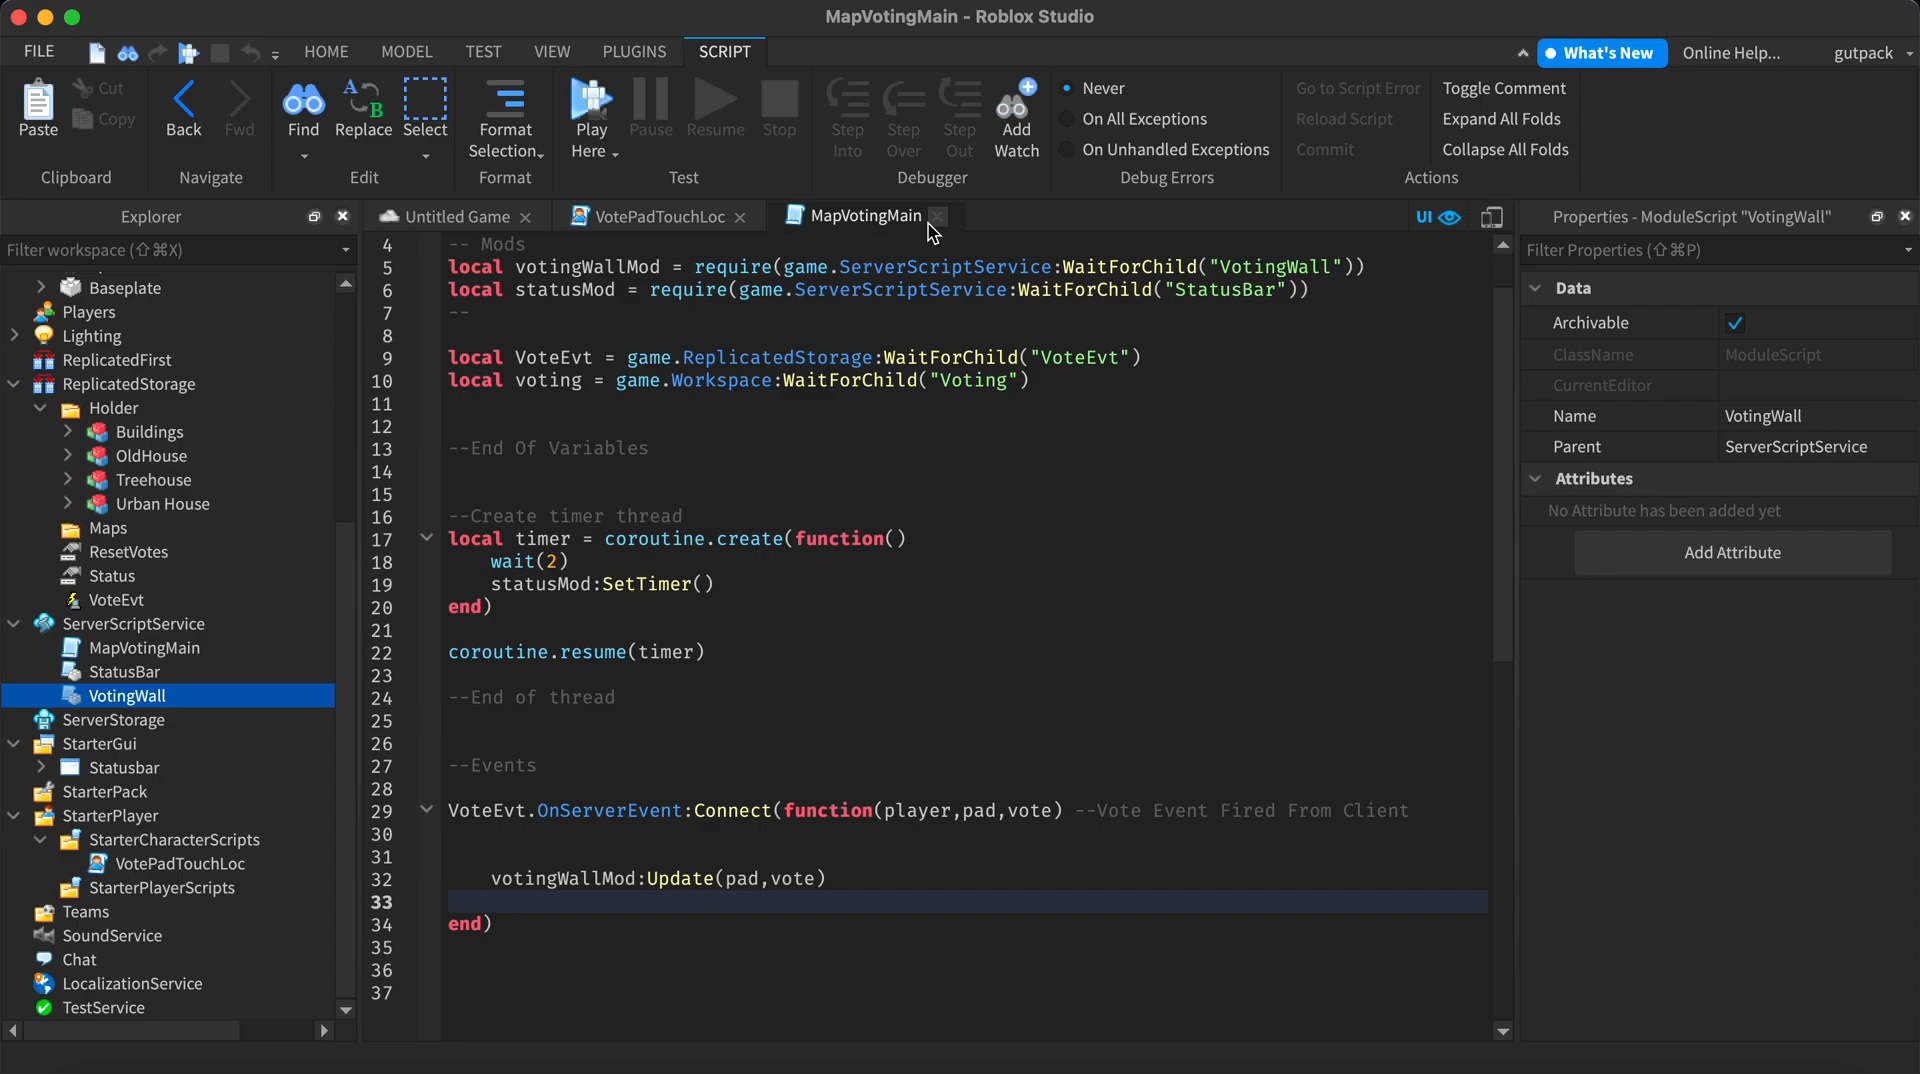 MapVotingMain - Roblox Studio
FILE
HOME
MODEL
TEST
VIEW
PLUGINS
SCRIPT
What's New
Online Help...
gutpack
Paste
Cut
Copy
Clipboard
Back
Fwd
Navigate
Find
Replace
Select
Edit
Format
Selection
Format
Play
Here
Pause
Resume
Stop
Test
Step
Into
Step
Over
Step
Out
Add
Watch
Debugger
Never
On All Exceptions
On Unhandled Exceptions
Debug Errors
Go to Script Error
Reload Script
Commit
Toggle Comment
Expand All Folds
Collapse All Folds
Actions
Explorer
Filter workspace (⇧⌘X)
Baseplate
Players
Lighting
ReplicatedFirst
ReplicatedStorage
Holder
Buildings
OldHouse
Treehouse
Urban House
Maps
ResetVotes
Status
VoteEvt
ServerScriptService
MapVotingMain
StatusBar
VotingWall
ServerStorage
StarterGui
Statusbar
StarterPack
StarterPlayer
StarterCharacterScripts
VotePadTouchLoc
StarterPlayerScripts
Teams
SoundService
Chat
LocalizationService
TestService
Untitled Game
VotePadTouchLoc
MapVotingMain
UI
4 -- Mods
5 local votingWallMod = require(game.ServerScriptService:WaitForChild("VotingWall"))
6 local statusMod = require(game.ServerScriptService:WaitForChild("StatusBar"))
7 --
8
9 local VoteEvt = game.ReplicatedStorage:WaitForChild("VoteEvt")
10 local voting = game.Workspace:WaitForChild("Voting")
11
12
13 --End Of Variables
14
15
16 --Create timer thread
17 local timer = coroutine.create(function()
18 wait(2)
19 statusMod:SetTimer()
20 end)
21
22 coroutine.resume(timer)
23
24 --End of thread
25
26
27 --Events
28
29 VoteEvt.OnServerEvent:Connect(function(player,pad,vote) --Vote Event Fired From Client
30
31
32 votingWallMod:Update(pad,vote)
33
34 end)
35
36
37
Properties - ModuleScript "VotingWall"
Filter Properties (⇧⌘P)
Data
Archivable
ClassName ModuleScript
CurrentEditor
Name VotingWall
Parent ServerScriptService
Attributes
No Attribute has been added yet
Add Attribute